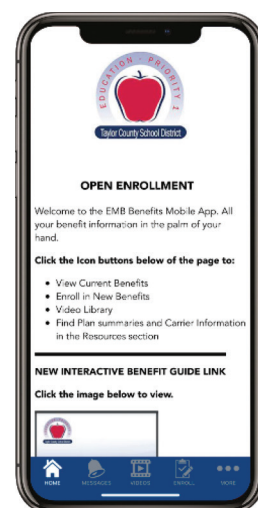 EDUCATION - PRIORITY 1
Taylor County School District
OPEN ENROLLMENT
Welcome to the EMB Benefits Mobile App. All
your benefit information in the palm of your
hand.
Click the Icon buttons below of the page to:
• View Current Benefits
• Enroll in New Benefits
• Video Library
• Find Plan summaries and Carrier Information
in the Resources section
NEW INTERACTIVE BENEFIT GUIDE LINK
Click the image below to view.
HOME MESSAGES VIDEOS ENROLL MORE